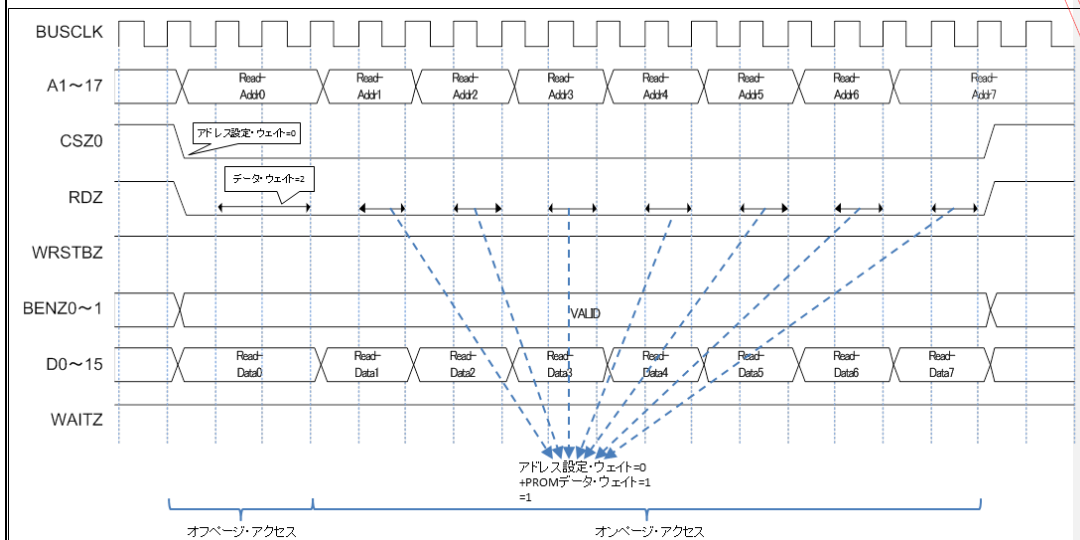 BUSCLK
A1～17
Read-
Addr0
Read-
Addr1
Read-
Addr2
Read-
Addr3
Read-
Addr4
Read-
Addr5
Read-
Addr6
Read-
Addr7
CSZ0
アドレス設定・ウェイト=0
RDZ
データ・ウェイト=2
WRSTBZ
BENZ0～1
VALID
D0～15
Read-
Data0
Read-
Data1
Read-
Data2
Read-
Data3
Read-
Data4
Read-
Data5
Read-
Data6
Read-
Data7
WAITZ
アドレス設定・ウェイト=0
+PROMデータ・ウェイト=1
=1
オフページ・アクセス
オンページ・アクセス